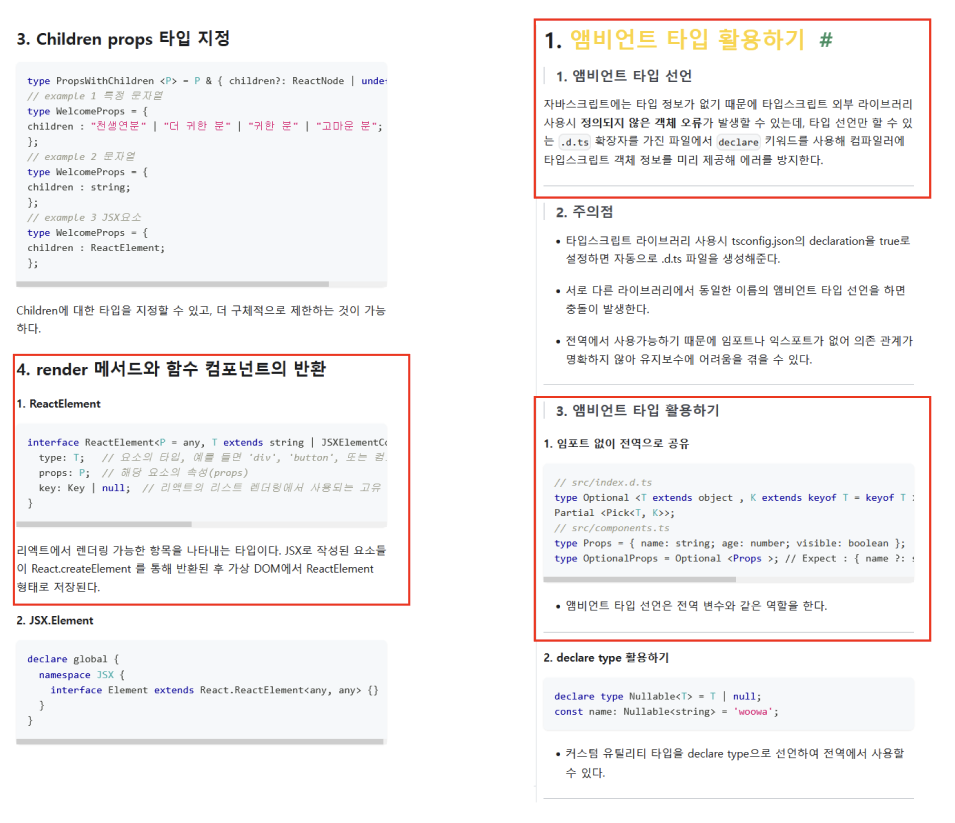 3. Children props 타입 지정
type PropsWithChildren <P> = P & { children?: ReactNode | unde
// example 1 특정 문자열
type WelcomeProps = {
children : "천생연분" | "더 귀한 분" | "귀한 분" | "고마운 분";
};
// example 2 문자열
type WelcomeProps = {
children : string;
};
// example 3 JSX요소
type WelcomeProps = {
children : ReactElement;
};
Children에 대한 타입을 지정할 수 있고, 더 구체적으로 제한하는 것이 가능
하다.
4. render 메서드와 함수 컴포넌트의 반환
1. ReactElement
interface ReactElement<P = any, T extends string | JSXElementCo
type: T; // 요소의 타입, 예를 들면 'div', 'button', 또는 컴
props: P; // 해당 요소의 속성(props)
key: Key | null; // 리액트의 리스트 렌더링에서 사용되는 고유
}
리엑트에서 렌더링 가능한 항목을 나타내는 타입이다. JSX로 작성된 요소들
이 React.createElement 를 통해 반환된 후 가상 DOM에서 ReactElement
형태로 저장된다.
2. JSX.Element
declare global {
namespace JSX {
interface Element extends React.ReactElement<any, any> {}
}
}
1. 앰비언트 타입 활용하기 #
1. 앰비언트 타입 선언
자바스크립트에는 타입 정보가 없기 때문에 타입스크립트 외부 라이브러리
사용시 정의되지 않은 객체 오류가 발생할 수 있는데, 타입 선언만 할 수 있
는 .d.ts 확장자를 가진 파일에서 declare 키워드를 사용해 컴파일러에
타입스크립트 객체 정보를 미리 제공해 에러를 방지한다.
2. 주의점
• 타입스크립트 라이브러리 사용시 tsconfig.json의 declaration을 true로
설정하면 자동으로 .d.ts 파일을 생성해준다.
• 서로 다른 라이브러리에서 동일한 이름의 앰비언트 타입 선언을 하면
충돌이 발생한다.
• 전역에서 사용가능하기 때문에 임포트나 익스포트가 없어 의존 관계가
명확하지 않아 유지보수에 어려움을 겪을 수 있다.
3. 앰비언트 타입 활용하기
1. 임포트 없이 전역으로 공유
// src/index.d.ts
type Optional <T extends object , K extends keyof T = keyof T >
Partial <Pick<T, K>>;
// src/components.ts
type Props = { name: string; age: number; visible: boolean };
type OptionalProps = Optional <Props >; // Expect : { name ?: s
• 앰비언트 타입 선언은 전역 변수와 같은 역할을 한다.
2. declare type 활용하기
declare type Nullable<T> = T | null;
const name: Nullable<string> = 'woowa';
• 커스텀 유틸리티 타입을 declare type으로 선언하여 전역에서 사용할
수 있다.